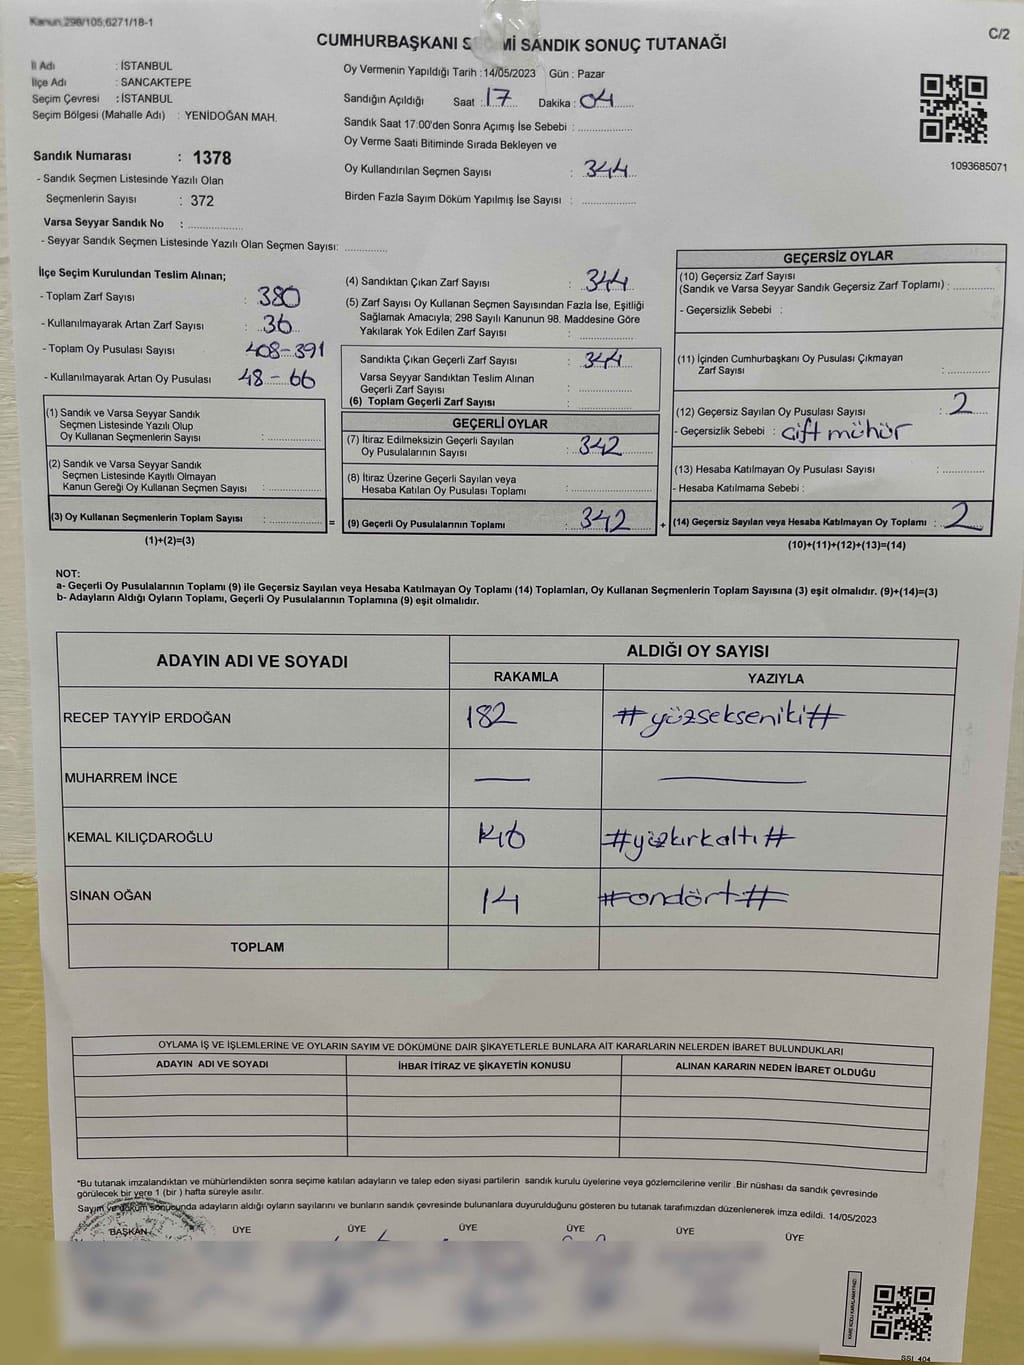 Kanun,298/105,6271/18-1
C/2
CUMHURBAŞKANI S Mİ SANDIK SONUÇ TUTANAĞI
İl Adı : İSTANBUL
İlçe Adı : SANCAKTEPE
Seçim Çevresi : İSTANBUL
Seçim Bölgesi (Mahalle Adı) : YENİDOĞAN MAH.
Sandık Numarası : 1378
- Sandık Seçmen Listesinde Yazılı Olan
Seçmenlerin Sayısı : 372
Varsa Seyyar Sandık No : ..................
- Seyyar Sandık Seçmen Listesinde Yazılı Olan Seçmen Sayısı: .............
Oy Vermenin Yapıldığı Tarih : 14/05/2023 Gün : Pazar
Sandığın Açıldığı Saat : 17 Dakika : 04
Sandık Saat 17:00'den Sonra Açımış İse Sebebi : ..................
Oy Verme Saati Bitiminde Sırada Bekleyen ve
Oy Kullandırılan Seçmen Sayısı : 344
Birden Fazla Sayım Döküm Yapılmış İse Sayısı : ..................
1093685071
İlçe Seçim Kurulundan Teslim Alınan;
- Toplam Zarf Sayısı : 380
- Kullanılmayarak Artan Zarf Sayısı : 36
- Toplam Oy Pusulası Sayısı 408-391
- Kullanılmayarak Artan Oy Pusulası 48-66
(1) Sandık ve Varsa Seyyar Sandık
Seçmen Listesinde Yazılı Olup
Oy Kullanan Seçmenlerin Sayısı : ..................
(2) Sandık ve Varsa Seyyar Sandık
Seçmen Listesinde Kayıtlı Olmayan
Kanun Gereği Oy Kullanan Seçmen Sayısı : ..................
(3) Oy Kullanan Seçmenlerin Toplam Sayısı : .................. =
(1)+(2)=(3)
(4) Sandıktan Çıkan Zarf Sayısı : 344
(5) Zarf Sayısı Oy Kullanan Seçmen Sayısından Fazla İse, Eşitliği
Sağlamak Amacıyla; 298 Sayılı Kanunun 98. Maddesine Göre
Yakılarak Yok Edilen Zarf Sayısı : ..................
Sandıkta Çıkan Geçerli Zarf Sayısı : 344
Varsa Seyyar Sandıktan Teslim Alınan
Geçerli Zarf Sayısı : ..................
(6) Toplam Geçerli Zarf Sayısı : ..................
GEÇERLİ OYLAR
(7) İtiraz Edilmeksizin Geçerli Sayılan
Oy Pusulalarının Sayısı : 342
(8) İtiraz Üzerine Geçerli Sayılan veya
Hesaba Katılan Oy Pusulası Toplamı : ..................
(9) Geçerli Oy Pusulalarının Toplamı : 342 +
GEÇERSİZ OYLAR
(10) Geçersiz Zarf Sayısı
(Sandık ve Varsa Seyyar Sandık Geçersiz Zarf Toplamı) : .............
- Geçersizlik Sebebi :
(11) İçinden Cumhurbaşkanı Oy Pusulası Çıkmayan
Zarf Sayısı : .............
(12) Geçersiz Sayılan Oy Pusulası Sayısı : 2
- Geçersizlik Sebebi : Çift mühür
(13) Hesaba Katılmayan Oy Pusulası Sayısı : .............
- Hesaba Katılmama Sebebi :
(14) Geçersiz Sayılan veya Hesaba Katılmayan Oy Toplamı : 2
(10)+(11)+(12)+(13)=(14)
NOT:
a- Geçerli Oy Pusulalarının Toplamı (9) ile Geçersiz Sayılan veya Hesaba Katılmayan Oy Toplamı (14) Toplamları, Oy Kullanan Seçmenlerin Toplam Sayısına (3) eşit olmalıdır. (9)+(14)=(3)
b- Adayların Aldığı Oyların Toplamı, Geçerli Oy Pusulalarının Toplamına (9) eşit olmalıdır.
ADAYIN ADI VE SOYADI
ALDIĞI OY SAYISI
RAKAMLA YAZIYLA
RECEP TAYYİP ERDOĞAN 182 #yüzsekseniki#
MUHARREM İNCE — —
KEMAL KILIÇDAROĞLU 146 #yüzkırkaltı#
SİNAN OĞAN 14 #ondört#
TOPLAM
OYLAMA İŞ VE İŞLEMLERİNE VE OYLARIN SAYIM VE DÖKÜMÜNE DAİR ŞİKAYETLERLE BUNLARA AİT KARARLARIN NELERDEN İBARET BULUNDUKLARI
ADAYIN ADI VE SOYADI İHBAR İTİRAZ VE ŞİKAYETİN KONUSU ALINAN KARARIN NEDEN İBARET OLDUĞU
*Bu tutanak imzalandıktan ve mühürlendikten sonra seçime katılan adayların ve talep eden siyasi partilerin sandık kurulu üyelerine veya gözlemcilerine verilir .Bir nüshası da sandık çevresinde
görülecek bir yere 1 (bir ) hafta süreyle asılır.
Sayım ve döküm sonucunda adayların aldığı oyların sayılarını ve bunların sandık çevresinde bulunanlara duyurulduğunu gösteren bu tutanak tarafımızdan düzenlenerek imza edildi. 14/05/2023
BAŞKAN ÜYE ÜYE ÜYE ÜYE ÜYE ÜYE
SSI 404